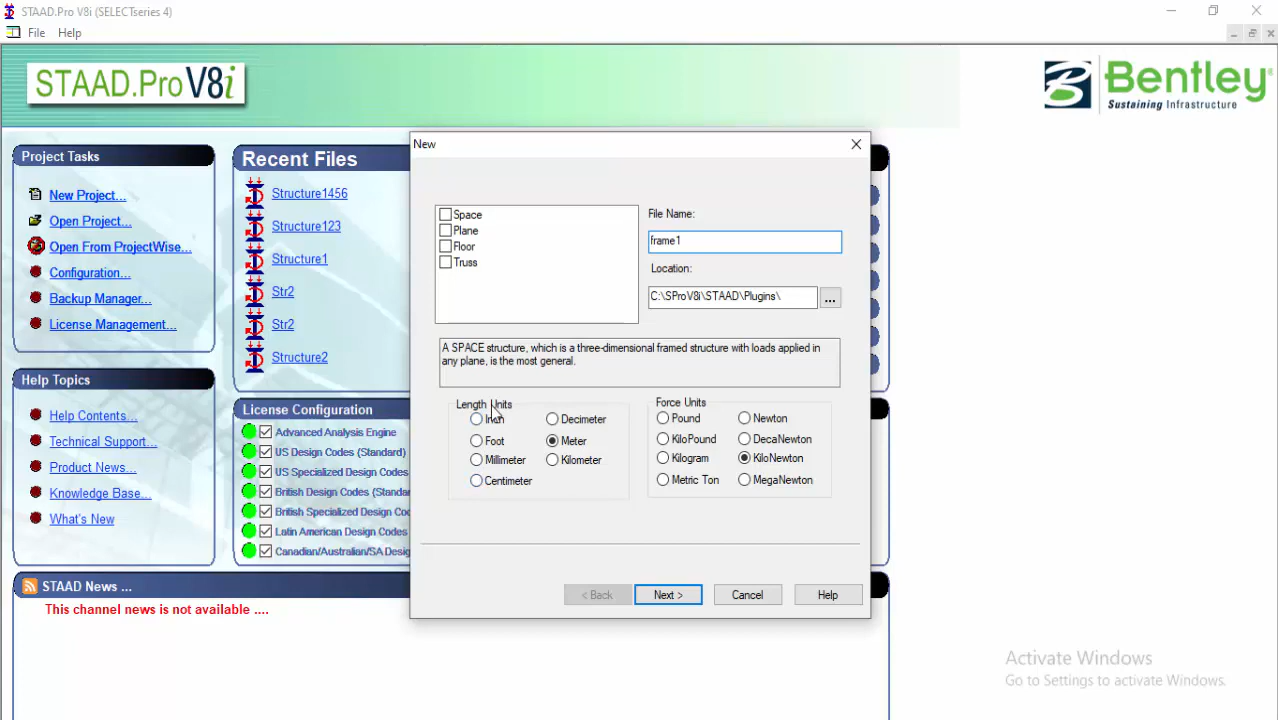 STAAD.Pro V8i (SELECTseries 4)
File Help
STAAD.Pro V8i
Bentley®
Sustaining Infrastructure
Project Tasks
New Project...
Open Project...
Open From ProjectWise...
Configuration...
Backup Manager...
License Management...
Help Topics
Help Contents...
Technical Support...
Product News...
Knowledge Base...
What's New
Recent Files
Structure1456
Structure123
Structure1
Str2
Str2
Structure2
License Configuration
Advanced Analysis Engine
US Design Codes (Standard)
US Specialized Design Codes
British Design Codes (Standar
British Specialized Design Cod
Latin American Design Codes
Canadian/Australian/SA Desig
STAAD News ...
This channel news is not available ....
New
Space
Plane
Floor
Truss
File Name:
frame1
Location:
C:\SProV8i\STAAD\Plugins\
...
A SPACE structure, which is a three-dimensional framed structure with loads applied in
any plane, is the most general.
Length Units
Inch
Decimeter
Foot
Meter
Millimeter
Kilometer
Centimeter
Force Units
Pound
Newton
KiloPound
DecaNewton
Kilogram
KiloNewton
Metric Ton
MegaNewton
< Back
Next >
Cancel
Help
Activate Windows
Go to Settings to activate Windows.